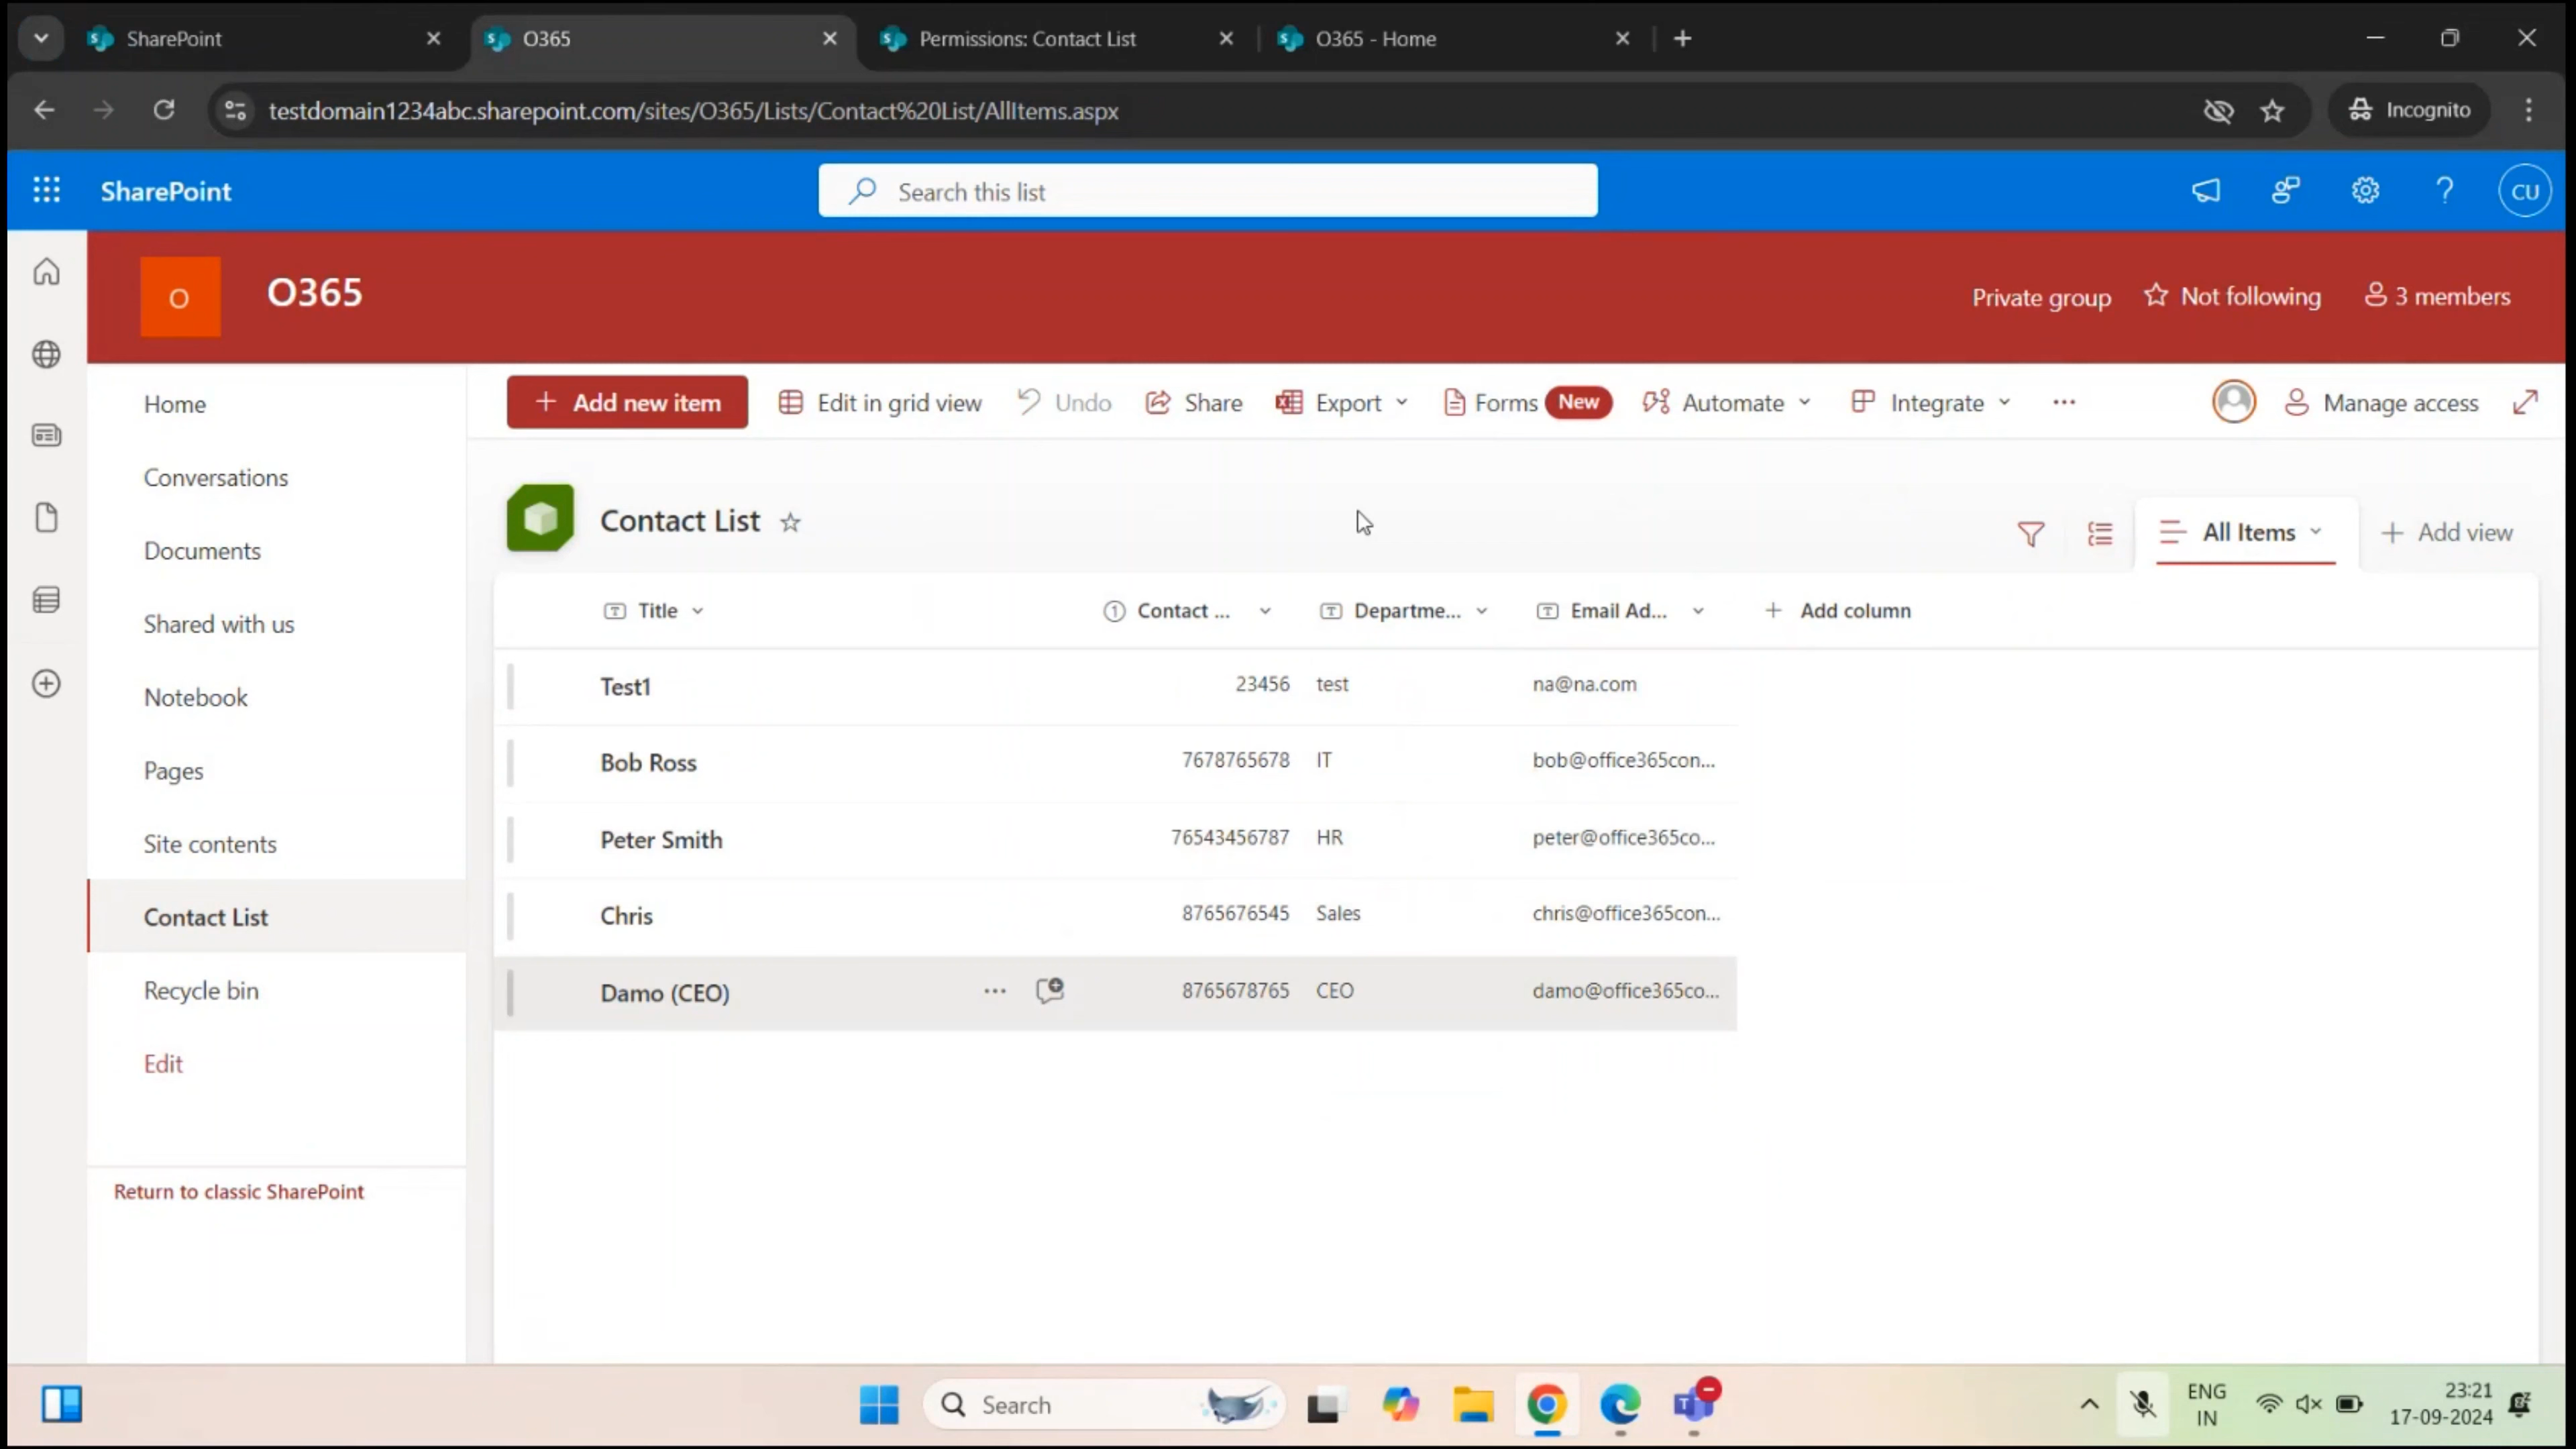 SharePoint
O365
Permissions: Contact List
O365 - Home
testdomain1234abc.sharepoint.com/sites/O365/Lists/Contact%20List/AllItems.aspx
Incognito
SharePoint
Search this list
CU
O
O365
Private group
Not following
3 members
Home
Conversations
Documents
Shared with us
Notebook
Pages
Site contents
Contact List
Recycle bin
Edit
Return to classic SharePoint
Add new item
Edit in grid view
Undo
Share
Export
Forms New
Automate
Integrate
Manage access
Contact List
All Items
Add view
Title Contact ... Departme... Email Ad... Add column
Test1 23456 test na@na.com
Bob Ross 7678765678 IT bob@office365con...
Peter Smith 76543456787 HR peter@office365co...
Chris 8765676545 Sales chris@office365con...
Damo (CEO) 8765678765 CEO damo@office365co...
Search
ENG
IN
23:21
17-09-2024